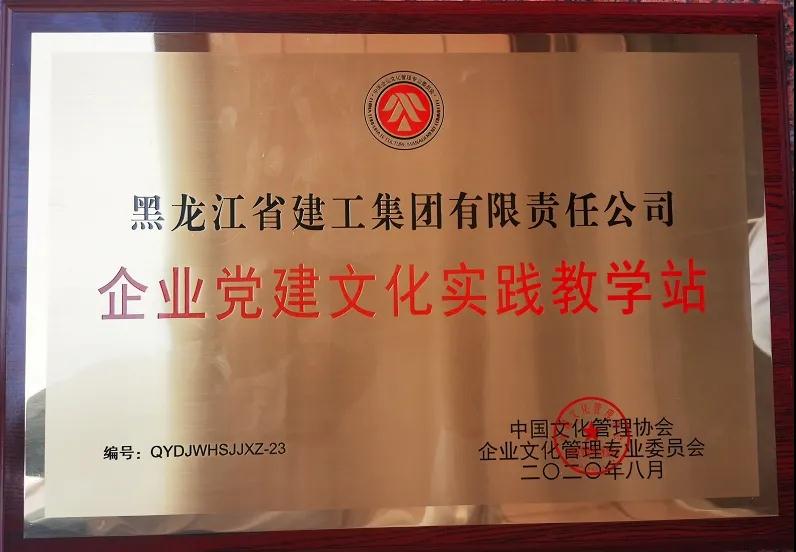 黑龙江省建工集团有限责任公司
企业党建文化实践教学站
编号：QYDJWHSJJXZ-23
中国文化管理协会
企业文化管理专业委员会
二〇二〇年八月